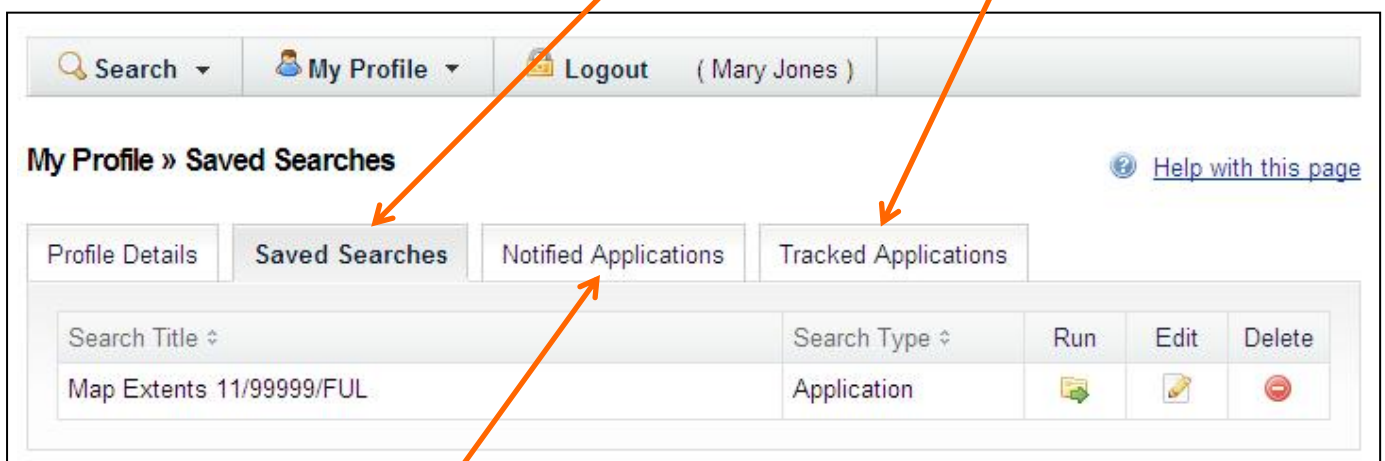 Search My Profile Logout ( Mary Jones )
My Profile » Saved Searches Help with this page
Profile Details Saved Searches Notified Applications Tracked Applications
Search Title Search Type Run Edit Delete
Map Extents 11/99999/FUL Application